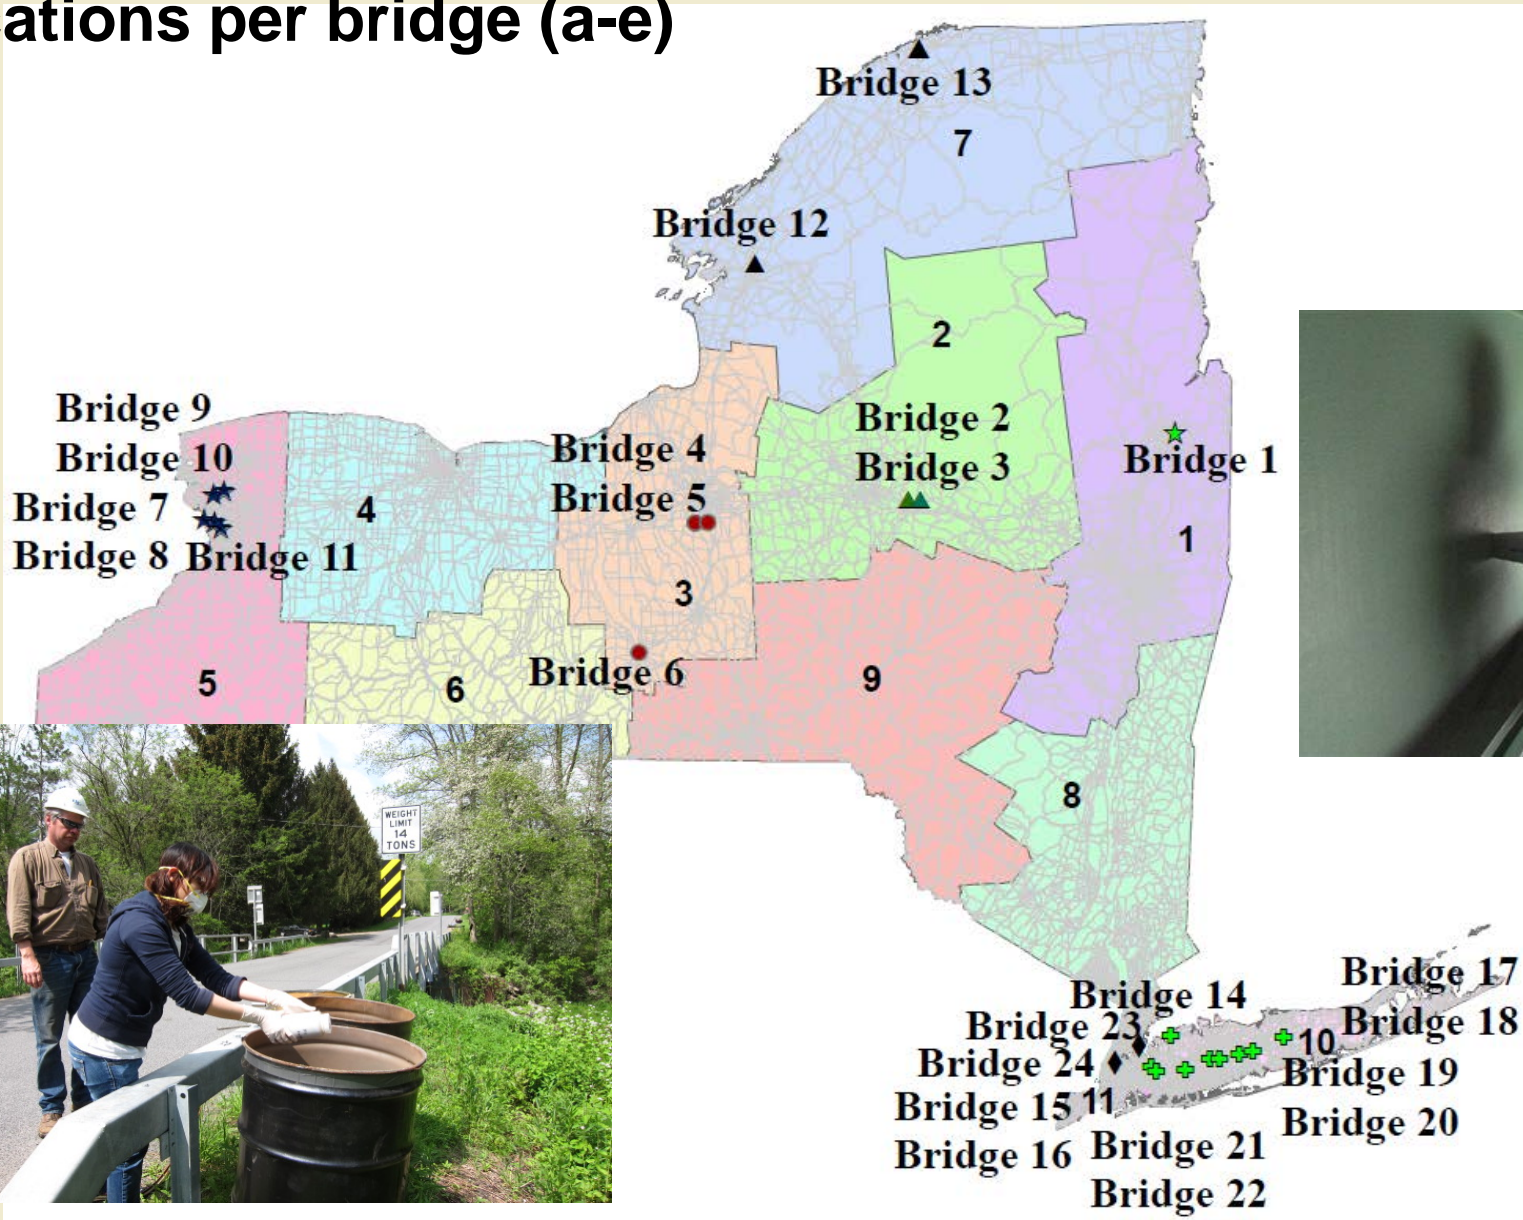 ations per bridge (a-e)
Bridge 13
7
Bridge 12
2
Bridge 9
Bridge 10
Bridge 7
Bridge 8
Bridge 11
4
Bridge 4
Bridge 5
Bridge 2
Bridge 3
Bridge 1
1
3
Bridge 6
5
6
9
8
WEIGHT
LIMIT
14
TONS
Bridge 17
Bridge 18
Bridge 14
Bridge 23
Bridge 24
10
Bridge 19
Bridge 20
Bridge 15
Bridge 16
11
Bridge 21
Bridge 22